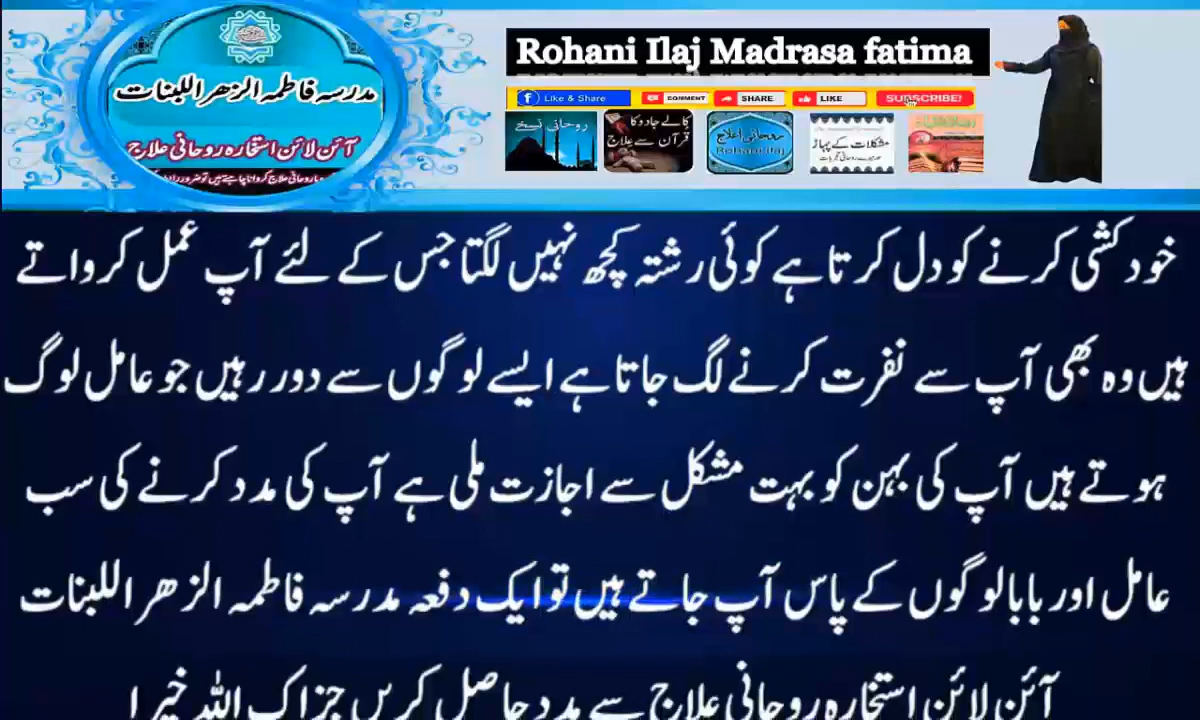 مدرسہ فاطمہ الزھرا للبنات
آئن لائن استخارہ روحانی علاج
Rohani Ilaj Madrasa fatima
Like & Share
COMMENT
SHARE
LIKE
SUBSCRIBE!
روحانی نسخے
کالے جادو کا
قرآن سے علاج
روحانی علاج
Rohani Ilaj
مشکلات کے پہاڑ
خود کشی کرنے کو دل کرتا ہے کوئی رشتہ کچھ نہیں لگتا جس کے لئے آپ عمل کرواتے
ہیں وہ بھی آپ سے نفرت کرنے لگ جاتا ہے ایسے لوگوں سے دور رہیں جو عامل لوگ
ہوتے ہیں آپ کی بہن کو بہت مشکل سے اجازت ملی ہے آپ کی مدد کرنے کی سب
عامل اور بابا لوگوں کے پاس آپ جاتے ہیں تو ایک دفعہ مدرسہ فاطمہ الزھرا للبنات
آئن لائن استخارہ روحانی علاج سے مدد حاصل کریں جزاک اللہ خیرا